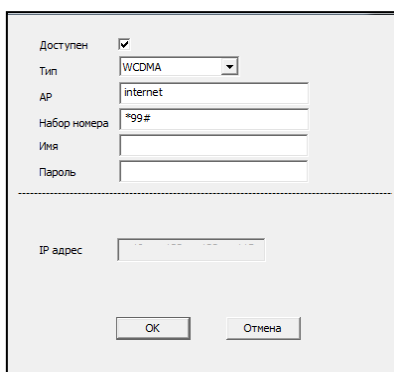 Доступен
Тип WCDMA
AP internet
Набор номера *99#
Имя
Пароль
IP адрес
OK Отмена